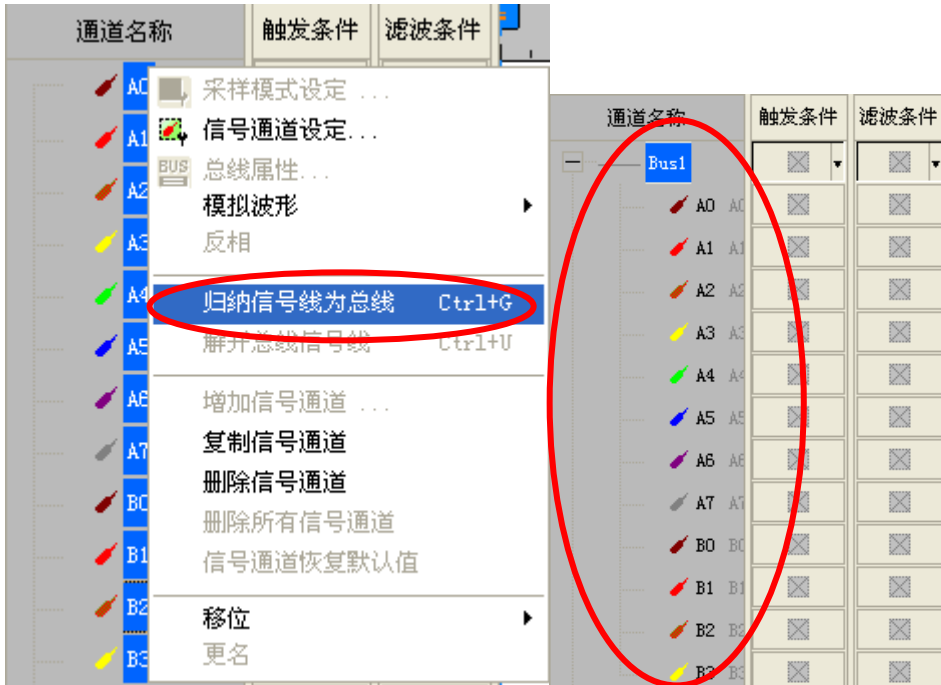 通道名称 触发条件 滤波条件
A0
A1
A2
A3
A4
A5
A6
A7
B0
B1
B2
B3
采样模式设定 ...
信号通道设定...
BUS 总线属性...
模拟波形
反相
归纳信号线为总线 Ctrl+G
解开总线信号线 Ctrl+U
增加信号通道 ...
复制信号通道
删除信号通道
删除所有信号通道
信号通道恢复默认值
移位
更名
通道名称 触发条件 滤波条件
Bus1
A0 A0
A1 A1
A2 A2
A3 A3
A4 A4
A5 A5
A6 A6
A7 A7
B0 B0
B1 B1
B2 B2
B3 B3